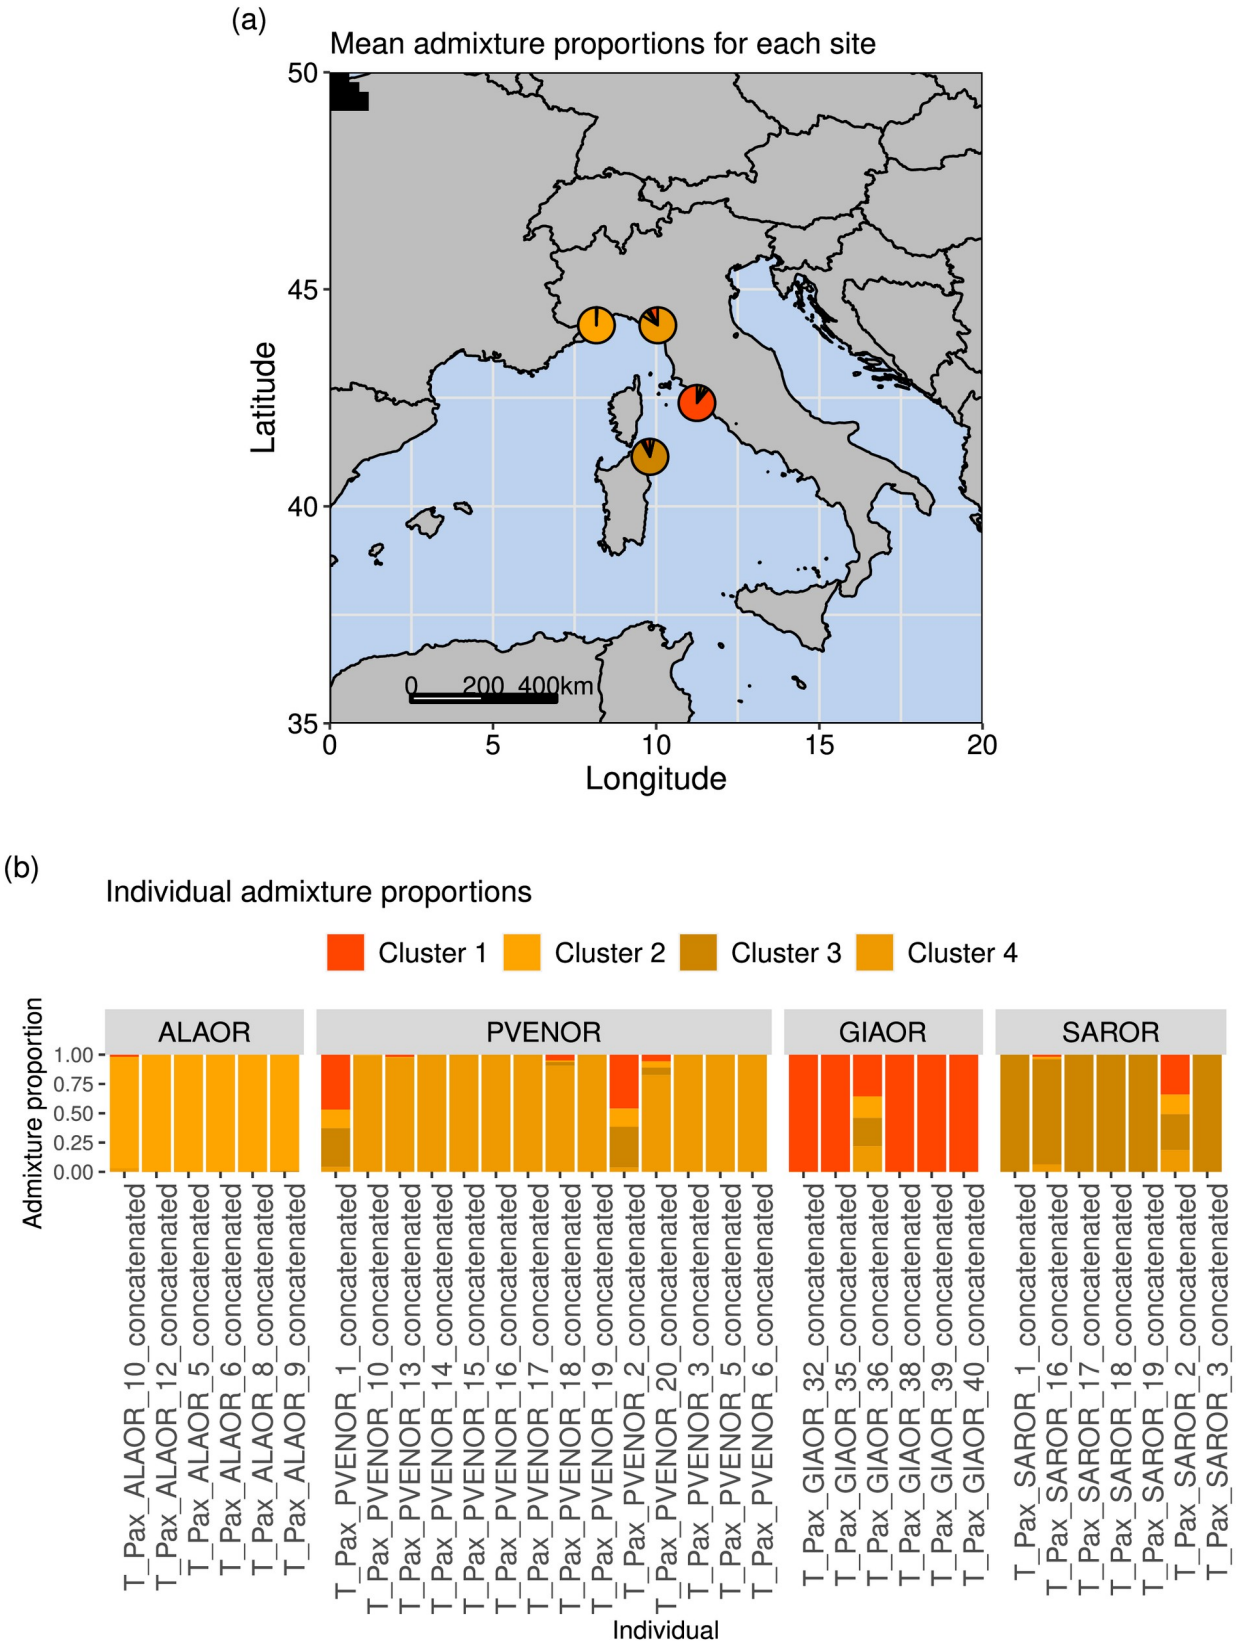 (a)
Mean admixture proportions for each site
50
45
40
35
Latitude
0 200 400km
0 5 10 15 20
Longitude
(b)
Individual admixture proportions
Cluster 1 Cluster 2 Cluster 3 Cluster 4
ALAOR PVENOR GIAOR SAROR
Admixture proportion
1.00
0.75
0.50
0.25
0.00
T_Pax_ALAOR_10_concatenated
T_Pax_ALAOR_12_concatenated
T_Pax_ALAOR_5_concatenated
T_Pax_ALAOR_6_concatenated
T_Pax_ALAOR_8_concatenated
T_Pax_ALAOR_9_concatenated
T_Pax_PVENOR_1_concatenated
T_Pax_PVENOR_10_concatenated
T_Pax_PVENOR_13_concatenated
T_Pax_PVENOR_14_concatenated
T_Pax_PVENOR_15_concatenated
T_Pax_PVENOR_16_concatenated
T_Pax_PVENOR_17_concatenated
T_Pax_PVENOR_18_concatenated
T_Pax_PVENOR_19_concatenated
T_Pax_PVENOR_2_concatenated
T_Pax_PVENOR_20_concatenated
T_Pax_PVENOR_3_concatenated
T_Pax_PVENOR_5_concatenated
T_Pax_PVENOR_6_concatenated
T_Pax_GIAOR_32_concatenated
T_Pax_GIAOR_35_concatenated
T_Pax_GIAOR_36_concatenated
T_Pax_GIAOR_38_concatenated
T_Pax_GIAOR_39_concatenated
T_Pax_GIAOR_40_concatenated
T_Pax_SAROR_1_concatenated
T_Pax_SAROR_16_concatenated
T_Pax_SAROR_17_concatenated
T_Pax_SAROR_18_concatenated
T_Pax_SAROR_19_concatenated
T_Pax_SAROR_2_concatenated
T_Pax_SAROR_3_concatenated
Individual